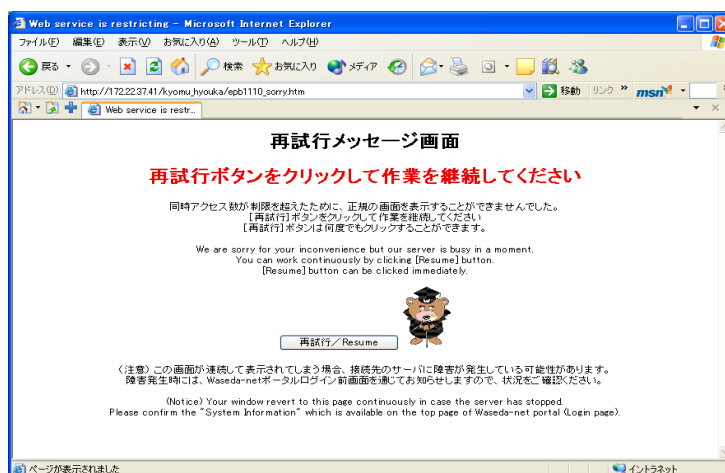 Web service is restricting - Microsoft Internet Explorer
ファイル(F) 編集(E) 表示(V) お気に入り(A) ツール(T) ヘルプ(H)
戻る 検索 お気に入り メディア
アドレス(D) http://172.22.37.41/kyomu_hyouka/epb1110_sorry.htm 移動 リンク » msn
Web service is restr...
再試行メッセージ画面
再試行ボタンをクリックして作業を継続してください
同時アクセス数が制限を超えたために、正規の画面を表示することができませんでした。
[再試行]ボタンをクリックして作業を継続してください
[再試行]ボタンは何度でもクリックすることができます。
We are sorry for your inconvenience but our server is busy in a moment.
You can work continuously by clicking [Resume] button.
[Resume] button can be clicked immediately.
W
再試行／Resume
(注意) この画面が連続して表示されてしまう場合、接続先のサーバに障害が発生している可能性があります。
障害発生時には、Waseda-netポータルログイン前画面を通じてお知らせしますので、状況をご確認ください。
(Notice) Your window revert to this page continuously in case the server has stopped.
Please confirm the "System Information" which is available on the top page of Waseda-net portal (Login page).
ページが表示されました イントラネット